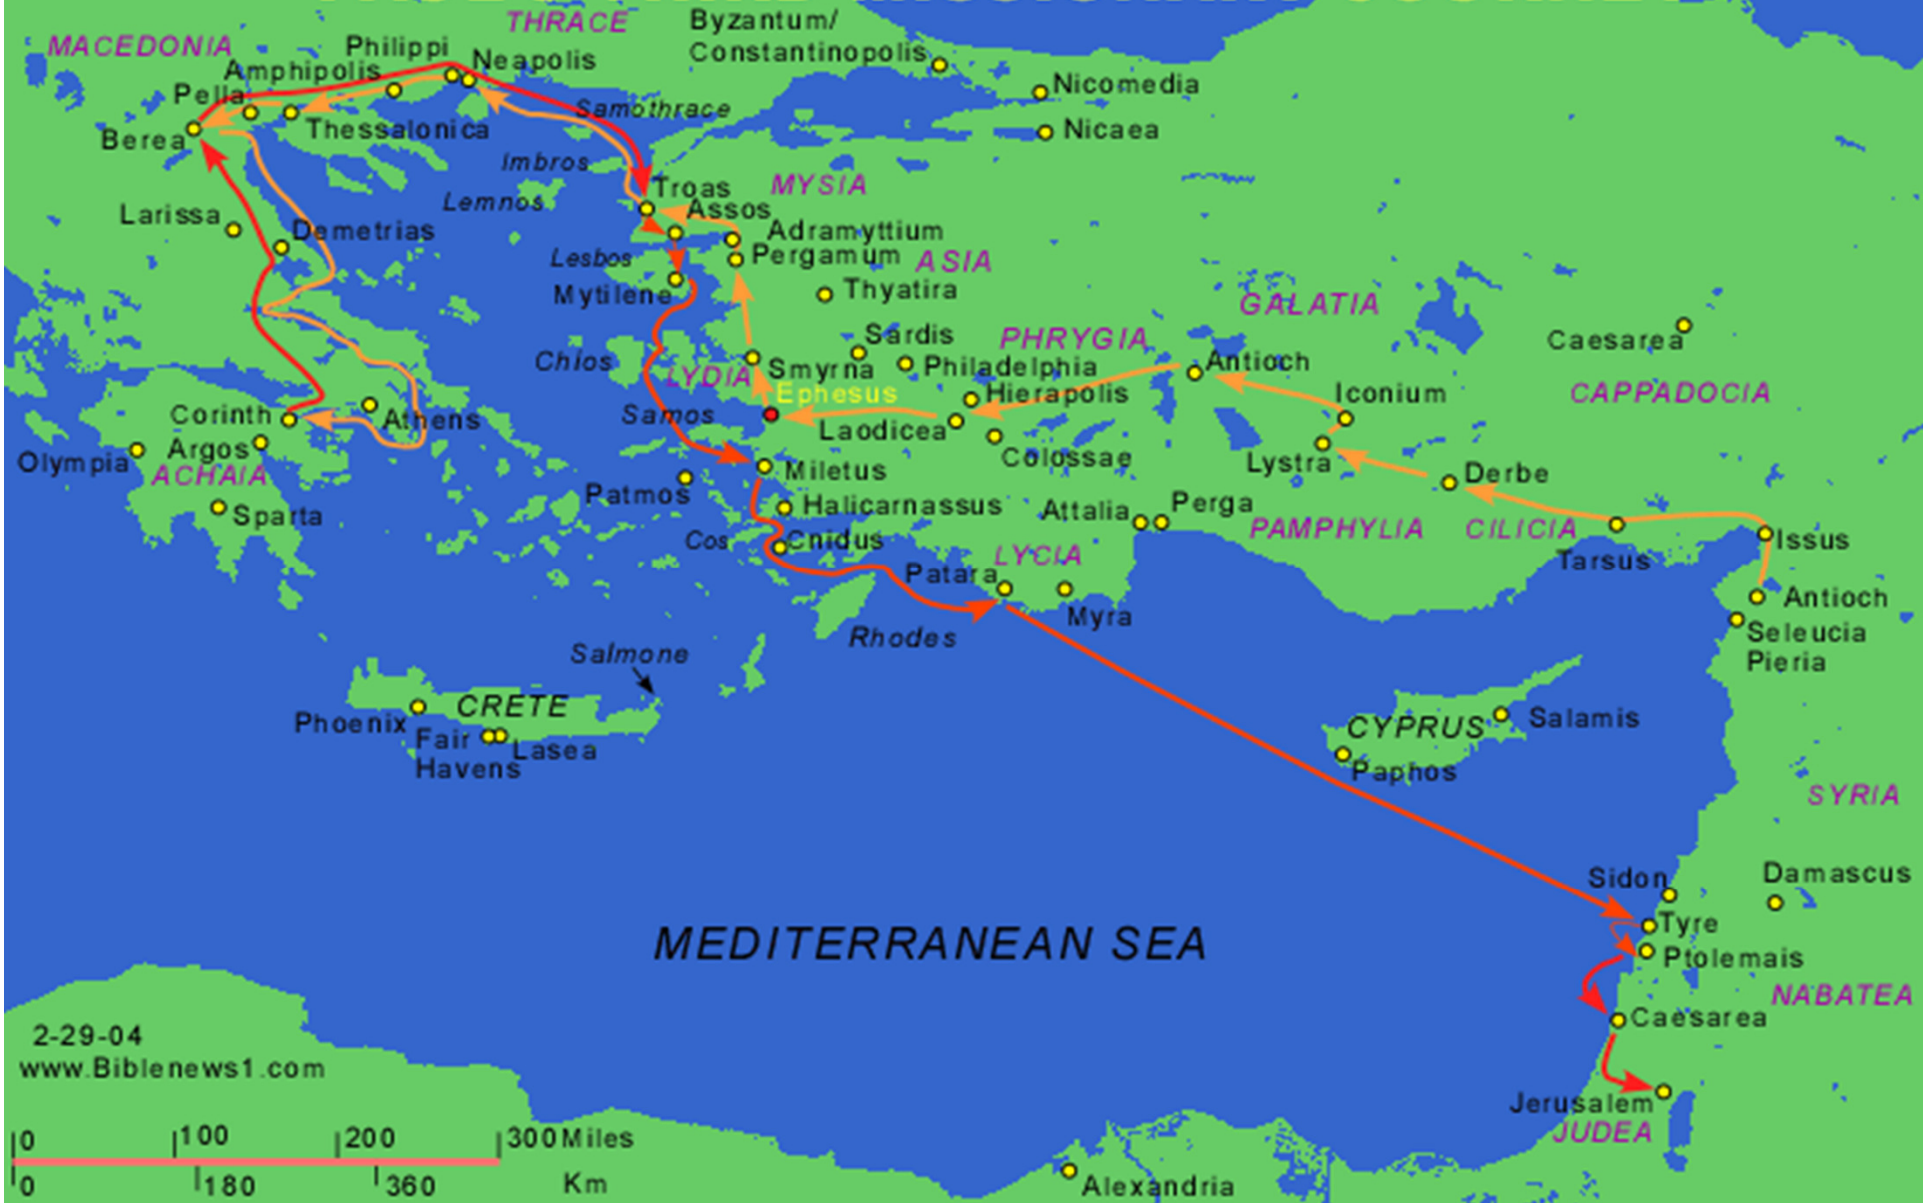 THRACE
Byzantum/
Constantinopolis
MACEDONIA
Philippi
Neapolis
Amphipolis
Pella
Nicomedia
Samothrace
Thessalonica
Nicaea
Berea
Imbros
Troas
MYSIA
Lemnos
Assos
Larissa
Demetrias
Adramyttium
Lesbos
Pergamum
ASIA
Mytilene
Thyatira
GALATIA
Sardis
PHRYGIA
Caesarea
Chios
LYDIA
Smyrna
Philadelphia
Antioch
Ephesus
Hierapolis
Iconium
CAPPADOCIA
Corinth
Athens
Samos
Laodicea
Argos
Colossae
Lystra
Olympia
ACHAIA
Miletus
Derbe
Patmos
Halicarnassus
Attalia
Perga
Sparta
PAMPHYLIA
CILICIA
Cos
Cnidus
LYCIA
Issus
Tarsus
Patara
Antioch
Myra
Rhodes
Seleucia
Pieria
Salmone
CRETE
Phoenix
Fair
Havens
Lasea
CYPRUS
Salamis
Paphos
SYRIA
Sidon
Damascus
MEDITERRANEAN SEA
Tyre
Ptolemais
NABATEA
Caesarea
2-29-04
www.Biblenews1.com
Jerusalem
JUDEA
0 100 200 300 Miles
0 180 360 Km
Alexandria